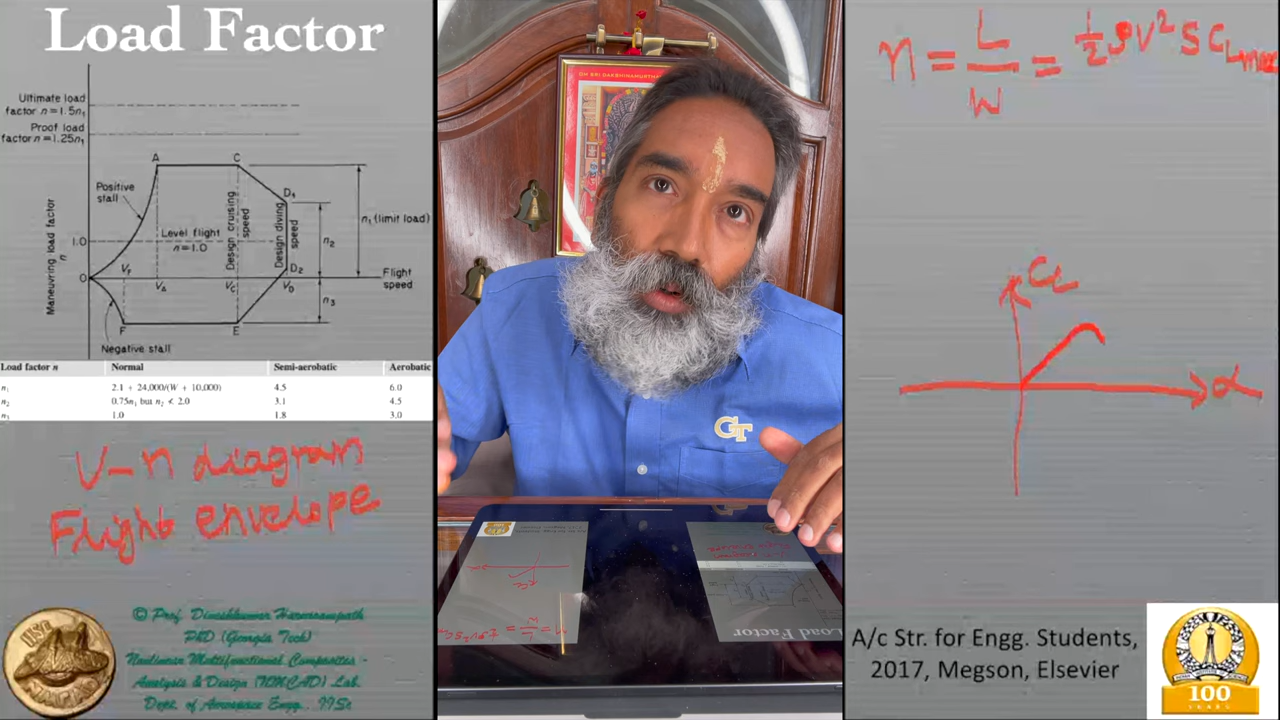 Load Factor
Ultimate load
factor n = 1.5n₁
Proof load
factor n = 1.25n₁
A
C
Positive
stall
D₁
Maneuvring load factor
n
1.0
Level flight
n = 1.0
Design cruising
speed
Design diving
speed
n₁ (limit load)
n₂
V_f
0
D₂
Flight
speed
V_A
V_C
V_D
n₃
F
E
Negative stall
Load factor n Normal Semi-aerobatic Aerobatic
n₁ 2.1 + 24,000/(W + 10,000) 4.5 6.0
n₂ 0.75n₁ but n₂ ≮ 2.0 3.1 4.5
n₃ 1.0 1.8 3.0
V-n diagram
Flight envelope
© Prof. Dineshkumar Harursampath
PhD (Georgia Tech)
Nonlinear Multifunctional Composites -
Analysis & Design (NMCAD) Lab.
Dept. of Aerospace Engg., IISc
GT
n = L/W = ½ρV²SC_Lmax
C_L
α
A/c Str. for Engg. Students,
2017, Megson, Elsevier
100
YEARS